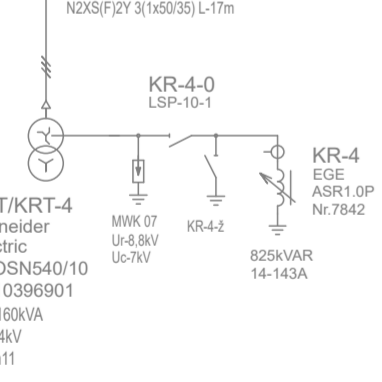 N2XS(F)2Y 3(1x50/35) L-17m
KR-4-0
LSP-10-1
KR-4
EGE
ASR1.0P
Nr.7842
MWK 07
Ur-8,8kV
Uc-7kV
KR-4-ž
825kVAR
14-143A
T/KRT-4
neider
ctric
OSN540/10
0396901
160kVA
4kV
n11